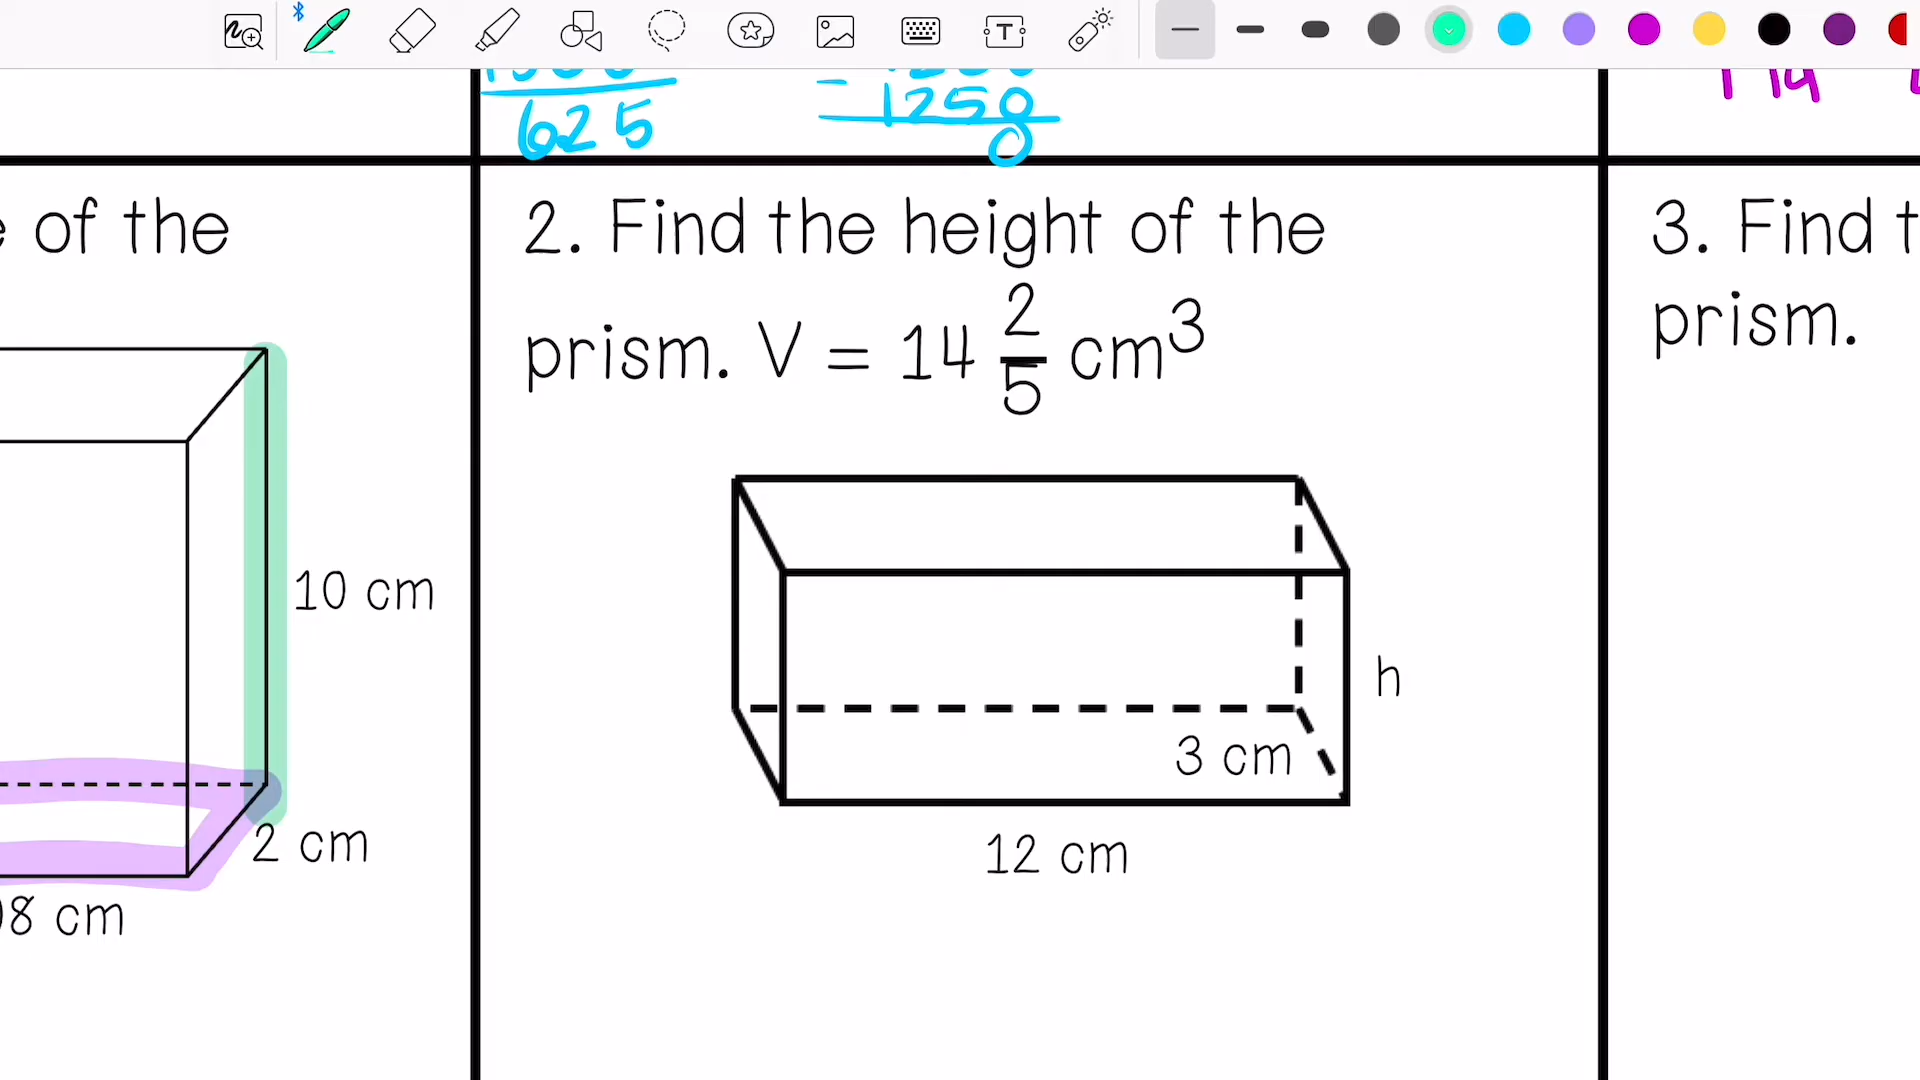 625
- 1250
0
of the
10 cm
2 cm
8 cm
2. Find the height of the
prism. V = 14 2/5 cm³
h
3 cm
12 cm
14
3. Find t
prism.
T